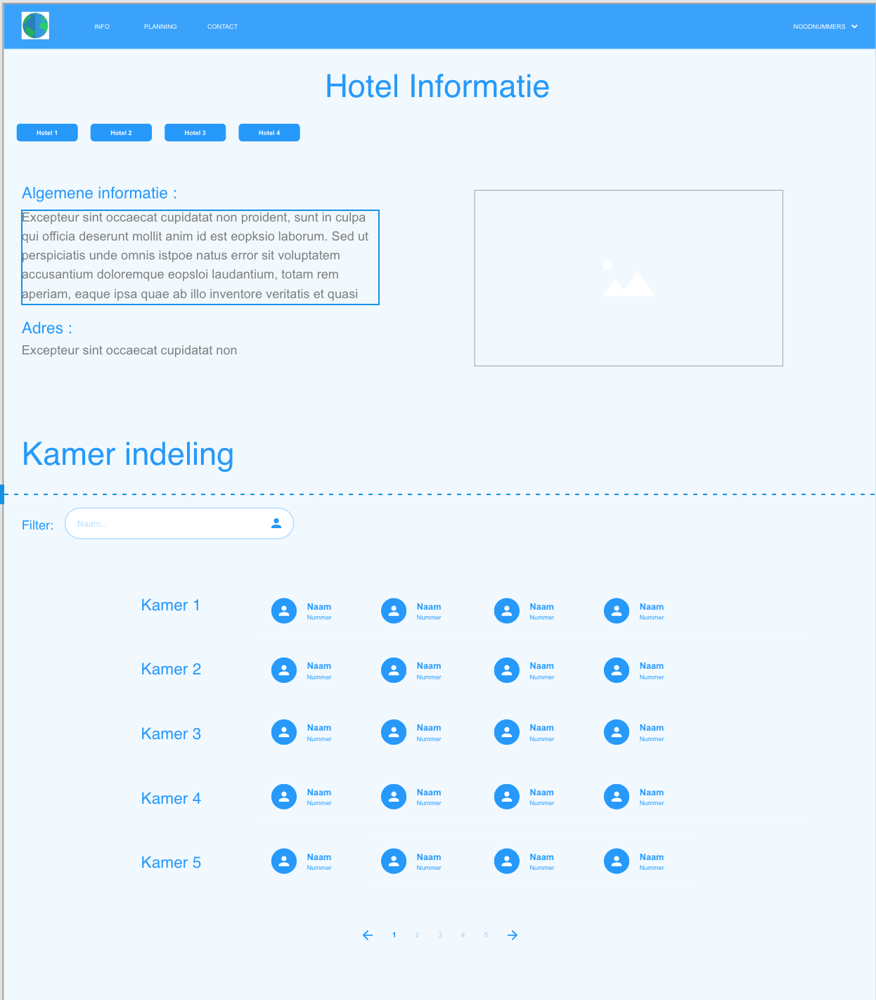 INFO PLANNING CONTACT NOODNUMMERS
Hotel Informatie
Hotel 1 Hotel 2 Hotel 3 Hotel 4
Algemene informatie :
Excepteur sint occaecat cupidatat non proident, sunt in culpa
qui officia deserunt mollit anim id est eopksio laborum. Sed ut
perspiciatis unde omnis istpoe natus error sit voluptatem
accusantium doloremque eopsloi laudantium, totam rem
aperiam, eaque ipsa quae ab illo inventore veritatis et quasi
Adres :
Excepteur sint occaecat cupidatat non
Kamer indeling
Filter: Naam..
Kamer 1 Naam Naam Naam Naam
Nummer Nummer Nummer Nummer
Kamer 2 Naam Naam Naam Naam
Nummer Nummer Nummer Nummer
Kamer 3 Naam Naam Naam Naam
Nummer Nummer Nummer Nummer
Kamer 4 Naam Naam Naam Naam
Nummer Nummer Nummer Nummer
Kamer 5 Naam Naam Naam Naam
Nummer Nummer Nummer Nummer
1 2 3 4 5